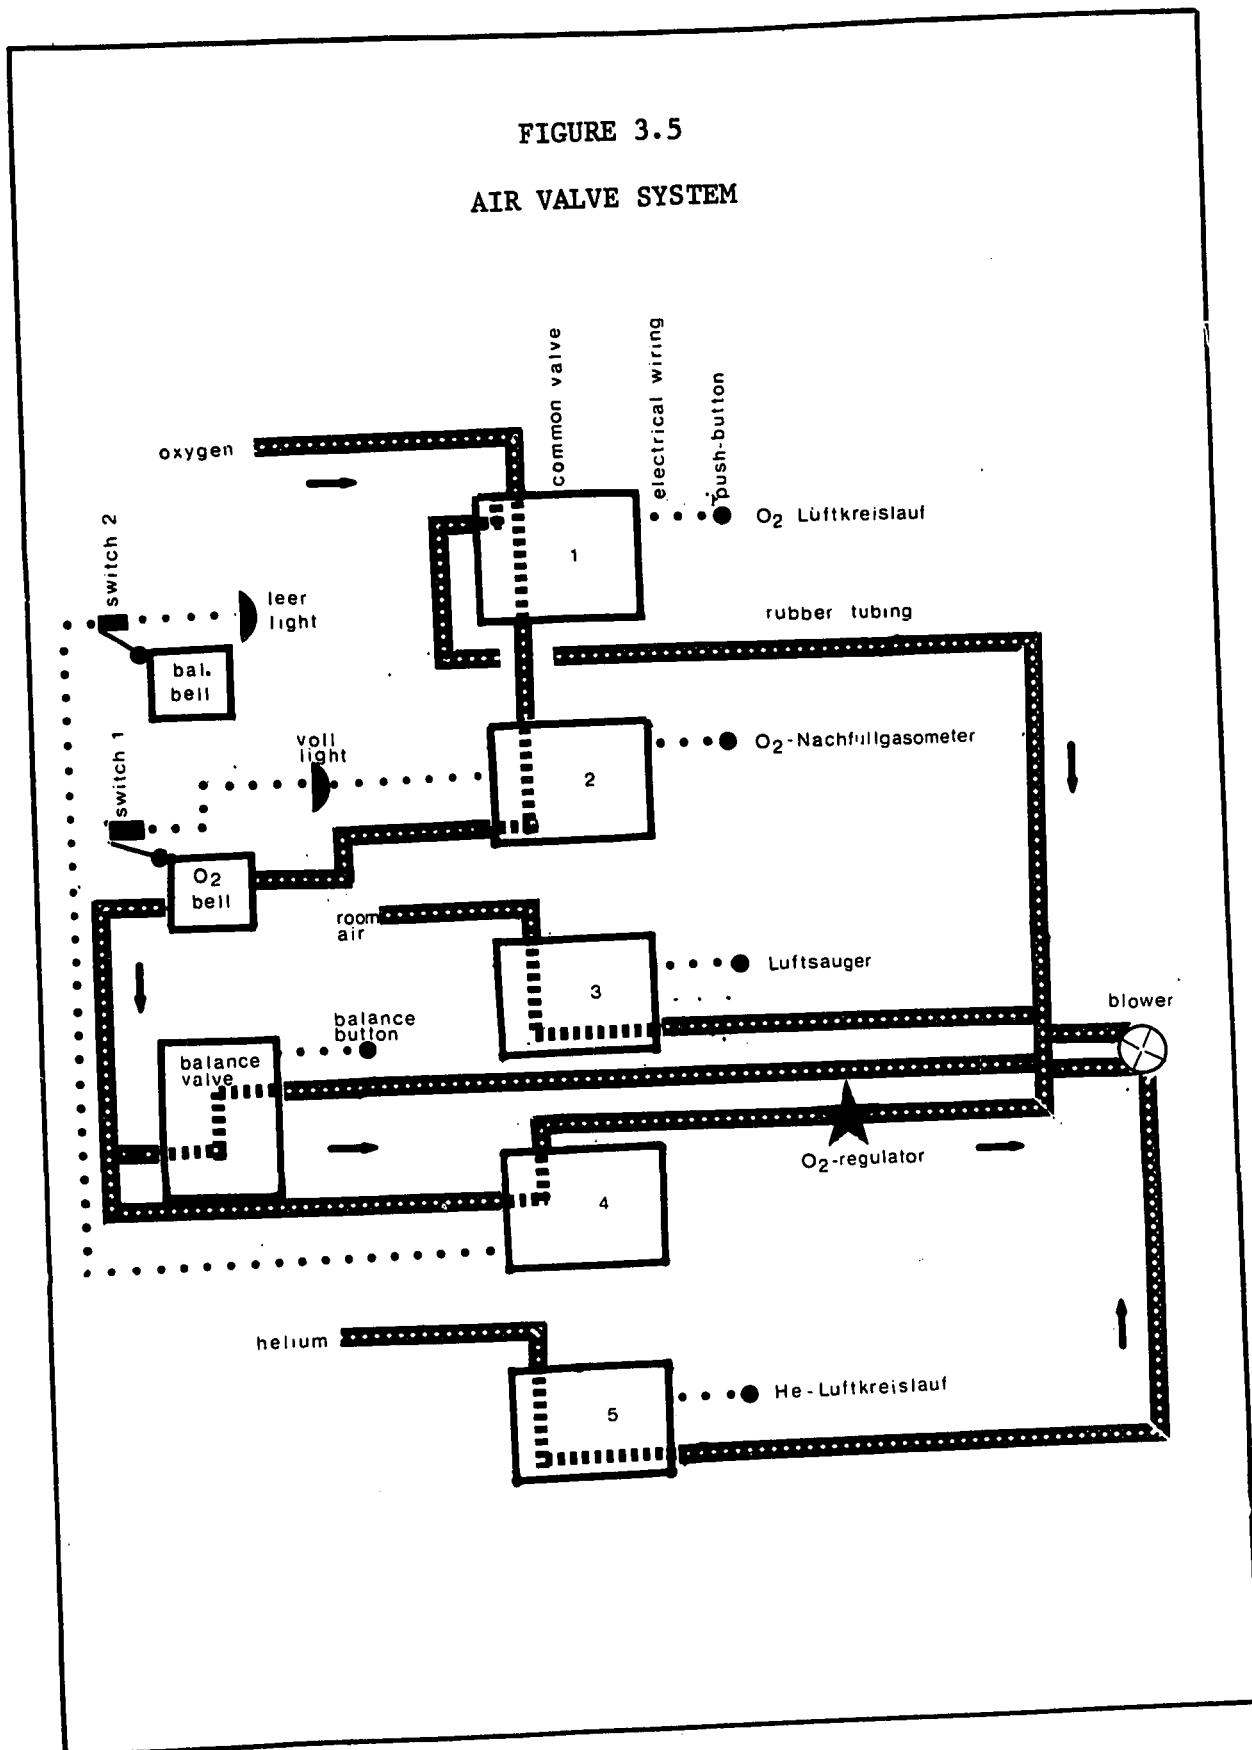 FIGURE 3.5
AIR VALVE SYSTEM
common valve
electrical wiring
push-button
oxygen
1
O2 Luftkreislauf
switch 2
leer
light
rubber tubing
bal.
bell
switch 1
voll
light
2
O2-Nachfullgasometer
O2
bell
room
air
3
Luftsauger
blower
balance
button
balance
valve
O2-regulator
4
helium
5
He-Luftkreislauf